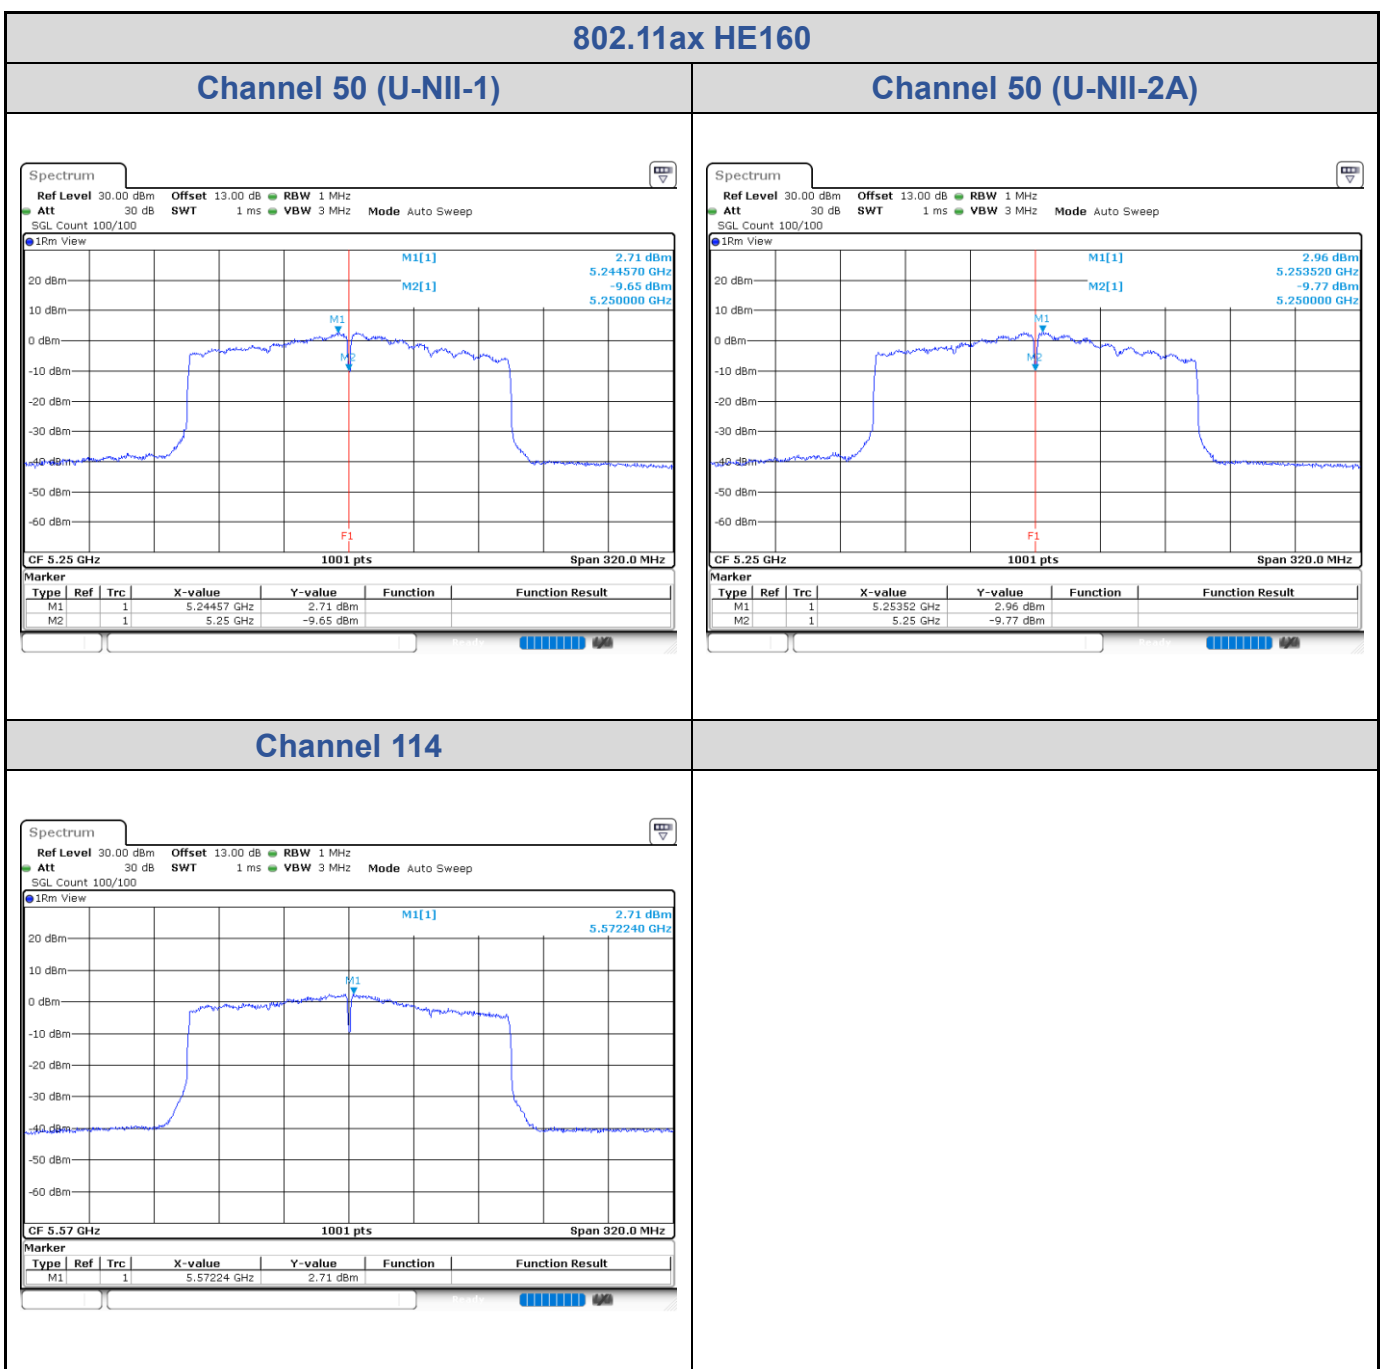 802.11ax HE160
Channel 50 (U-NII-1)
Channel 50 (U-NII-2A)
Spectrum
Ref Level 30.00 dBm Offset 13.00 dB RBW 1 MHz
Att 30 dB SWT 1 ms VBW 3 MHz Mode Auto Sweep
SGL Count 100/100
1Rm View
M1[1] 2.71 dBm
5.244570 GHz
M2[1] -9.65 dBm
5.250000 GHz
20 dBm
10 dBm
M1
0 dBm
M2
-10 dBm
-20 dBm
-30 dBm
-40 dBm
-50 dBm
-60 dBm
F1
CF 5.25 GHz 1001 pts Span 320.0 MHz
Marker
Type Ref Trc X-value Y-value Function Function Result
M1 1 5.24457 GHz 2.71 dBm
M2 1 5.25 GHz -9.65 dBm
Spectrum
Ref Level 30.00 dBm Offset 13.00 dB RBW 1 MHz
Att 30 dB SWT 1 ms VBW 3 MHz Mode Auto Sweep
SGL Count 100/100
1Rm View
M1[1] 2.96 dBm
5.253520 GHz
M2[1] -9.77 dBm
5.250000 GHz
20 dBm
10 dBm
M1
0 dBm
M2
-10 dBm
-20 dBm
-30 dBm
-40 dBm
-50 dBm
-60 dBm
F1
CF 5.25 GHz 1001 pts Span 320.0 MHz
Marker
Type Ref Trc X-value Y-value Function Function Result
M1 1 5.25352 GHz 2.96 dBm
M2 1 5.25 GHz -9.77 dBm
Channel 114
Spectrum
Ref Level 30.00 dBm Offset 13.00 dB RBW 1 MHz
Att 30 dB SWT 1 ms VBW 3 MHz Mode Auto Sweep
SGL Count 100/100
1Rm View
M1[1] 2.71 dBm
5.572240 GHz
20 dBm
10 dBm
M1
0 dBm
-10 dBm
-20 dBm
-30 dBm
-40 dBm
-50 dBm
-60 dBm
CF 5.57 GHz 1001 pts Span 320.0 MHz
Marker
Type Ref Trc X-value Y-value Function Function Result
M1 1 5.57224 GHz 2.71 dBm